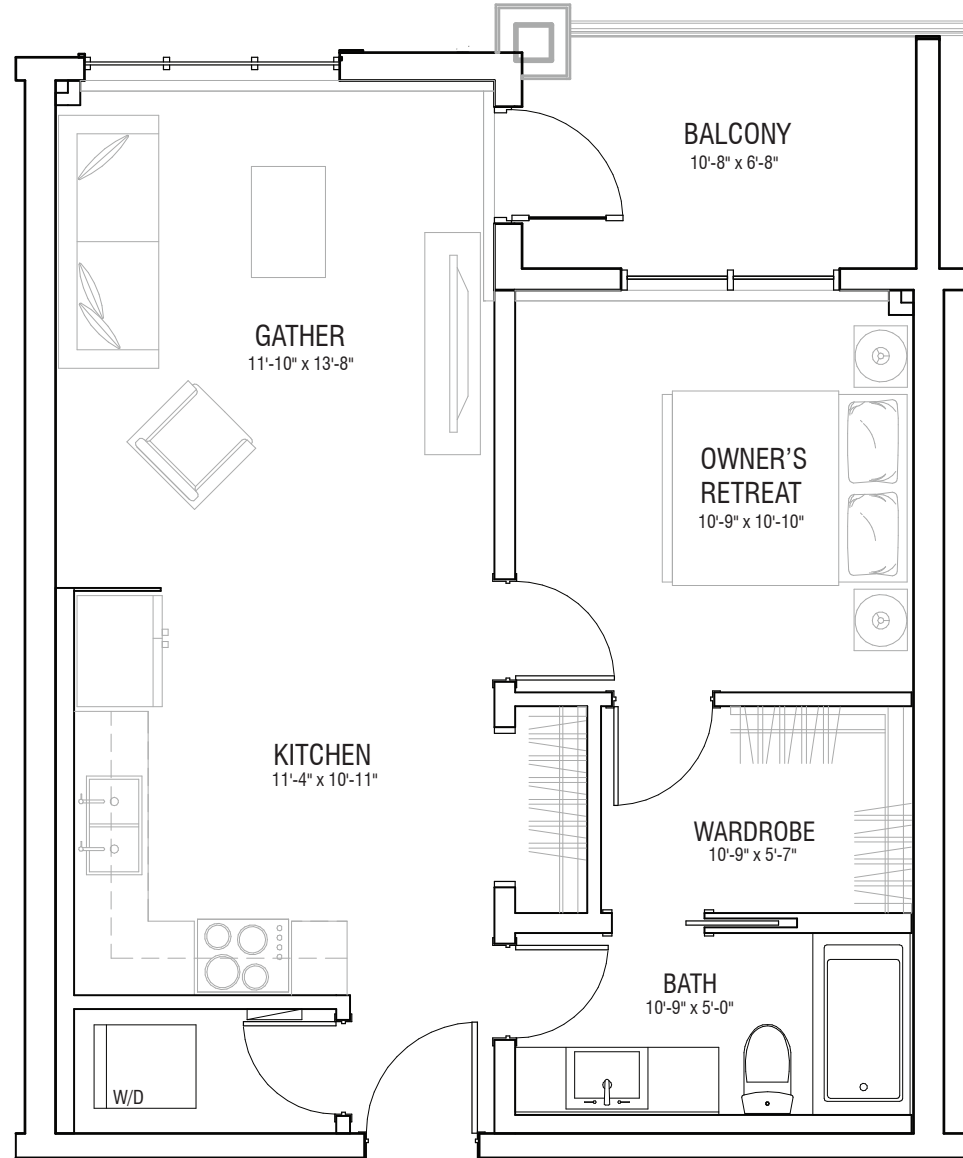 BALCONY
10'-8" x 6'-8"
GATHER
11'-10" x 13'-8"
OWNER'S
RETREAT
10'-9" x 10'-10"
KITCHEN
11'-4" x 10'-11"
WARDROBE
10'-9" x 5'-7"
BATH
10'-9" x 5'-0"
W/D